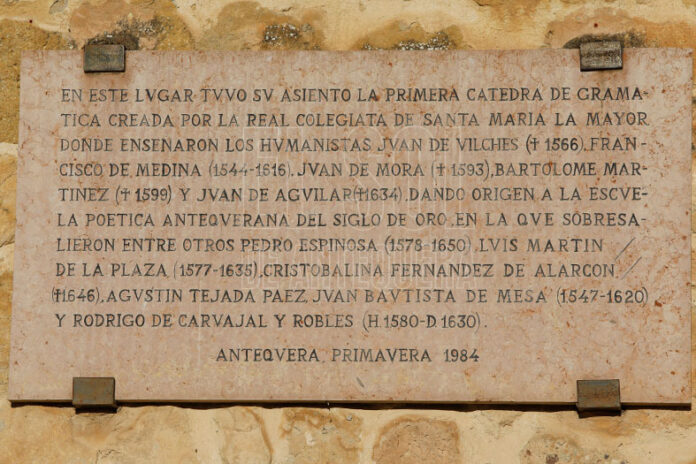 EN ESTE LVGAR TVVO SV ASIENTO LA PRIMERA CATEDRA DE GRAMA-
TICA CREADA POR LA REAL COLEGIATA DE SANTA MARIA LA MAYOR
DONDE ENSENARON LOS HVMANISTAS JVAN DE VILCHES († 1566), FRAN-
CISCO DE MEDINA (1544-1616), JVAN DE MORA († 1593), BARTOLOME MAR-
TINEZ († 1599) Y JVAN DE AGVILAR(†1634), DANDO ORIGEN A LA ESCVE-
LA POETICA ANTEQVERANA DEL SIGLO DE ORO, EN LA QVE SOBRESA-
LIERON ENTRE OTROS PEDRO ESPINOSA (1578-1650), LVIS MARTIN
DE LA PLAZA (1577-1635), CRISTOBALINA FERNANDEZ DE ALARCON,
(†1646), AGVSTIN TEJADA PAEZ, JVAN BAVTISTA DE MESA (1547-1620)
Y RODRIGO DE CARVAJAL Y ROBLES (H.1580-D.1630).
ANTEQVERA, PRIMAVERA 1984